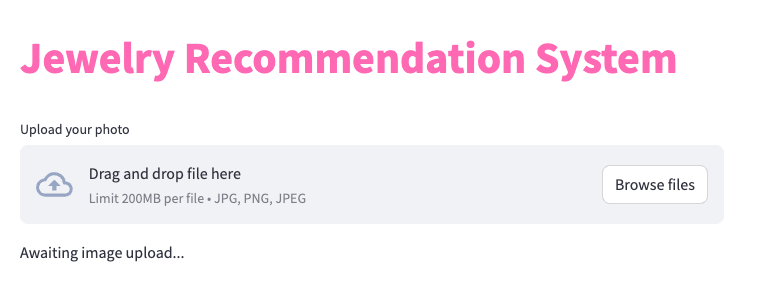 Jewelry Recommendation System
Upload your photo
Drag and drop file here
Limit 200MB per file • JPG, PNG, JPEG
Browse files
Awaiting image upload...